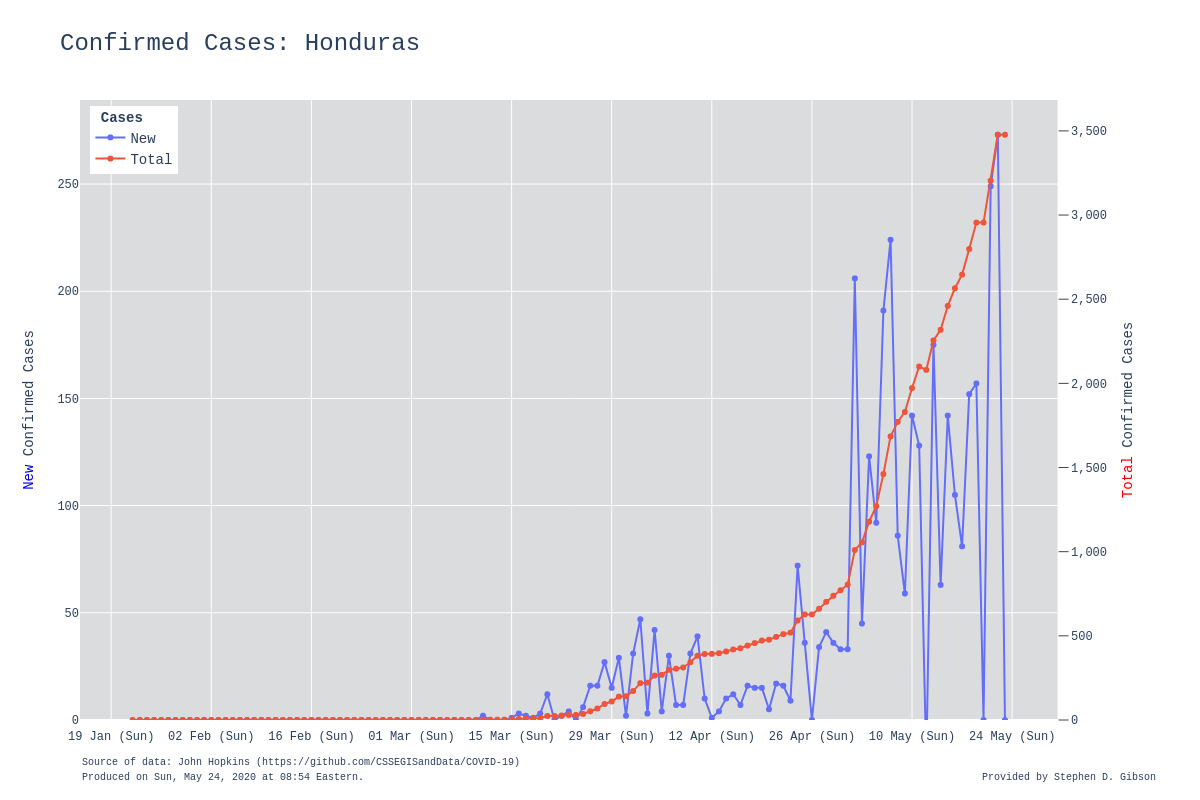 Confirmed Cases: Honduras
Cases
New
Total
250
200
150
100
50
0
New Confirmed Cases
3,500
3,000
2,500
2,000
1,500
1,000
500
0
Total Confirmed Cases
19 Jan (Sun) 02 Feb (Sun) 16 Feb (Sun) 01 Mar (Sun) 15 Mar (Sun) 29 Mar (Sun) 12 Apr (Sun) 26 Apr (Sun) 10 May (Sun) 24 May (Sun)
Source of data: John Hopkins (https://github.com/CSSEGISandData/COVID-19)
Produced on Sun, May 24, 2020 at 08:54 Eastern.
Provided by Stephen D. Gibson